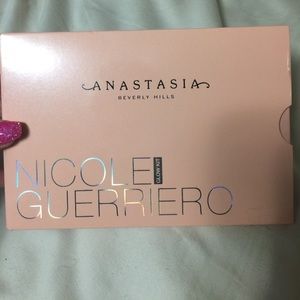 ANASTASIA
BEVERLY HILLS
NICOLE
GLOW KIT
GUERRIERO